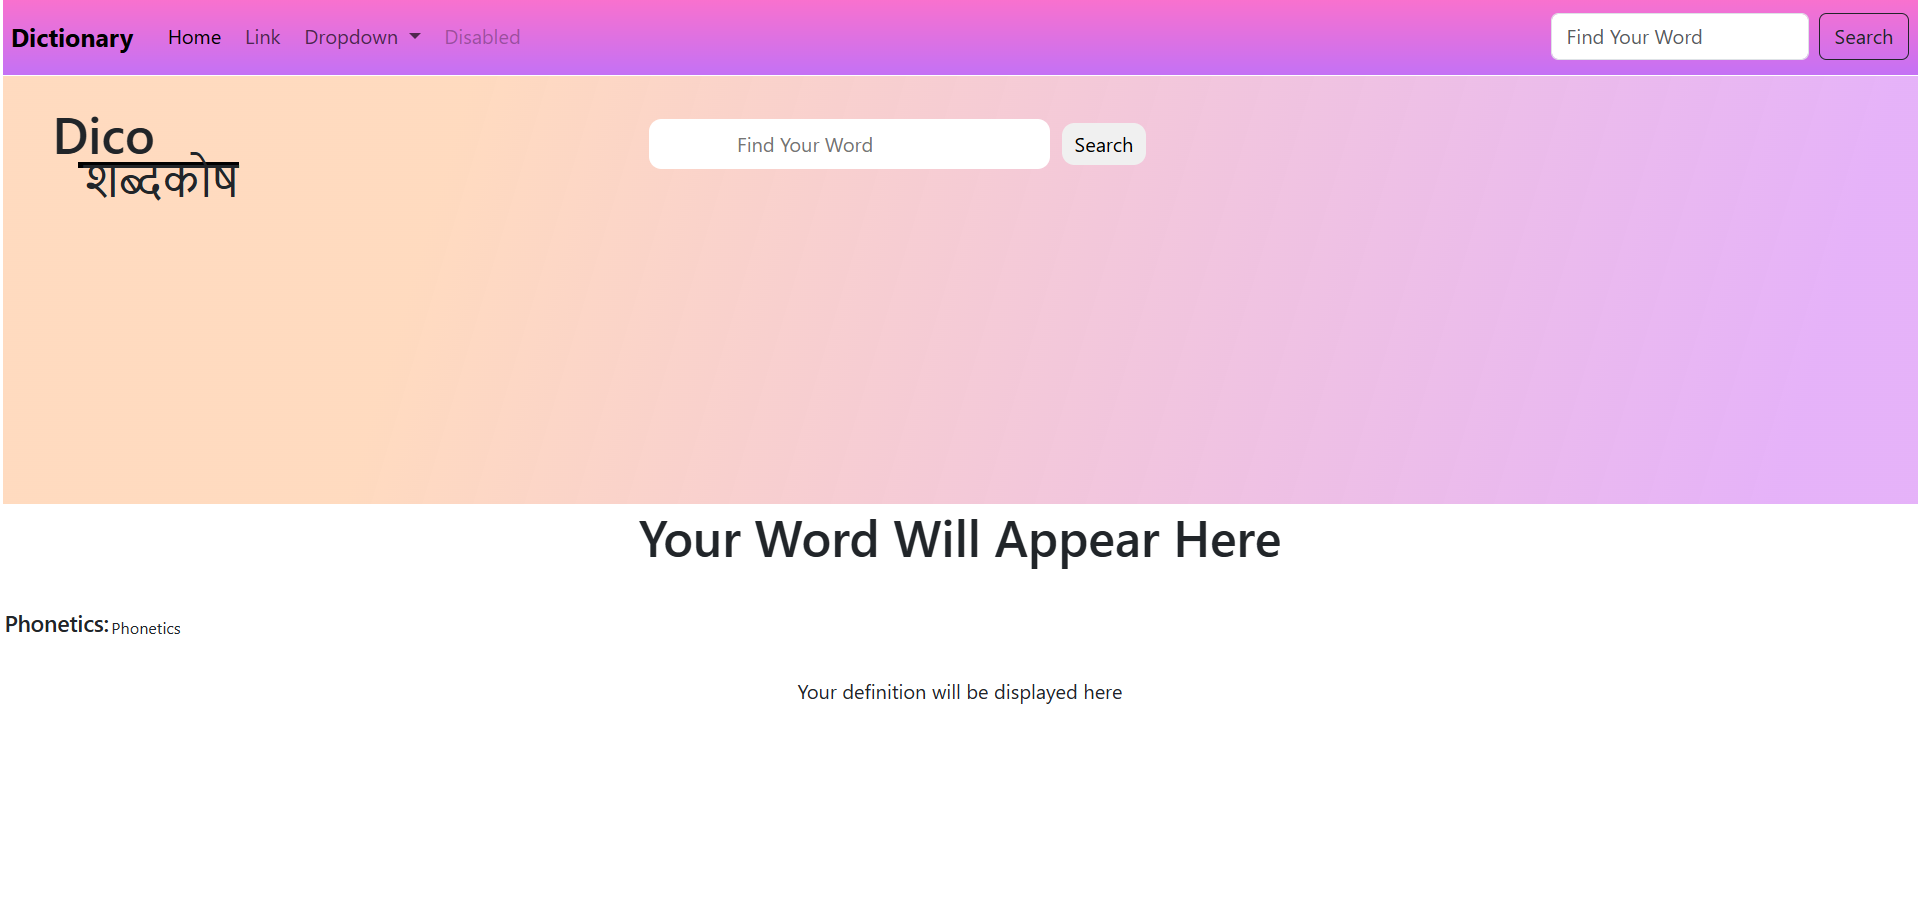 Dictionary Home Link Dropdown Disabled Find Your Word Search
Dico
शब्दकोष
Find Your Word Search
Your Word Will Appear Here
Phonetics: Phonetics
Your definition will be displayed here